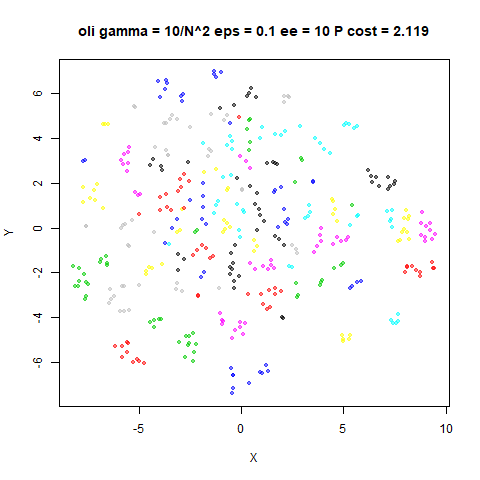 oli gamma = 10/N^2 eps = 0.1 ee = 10 P cost = 2.119
6
4
2
0
-2
-4
-6
Y
-5 0 5 10
X